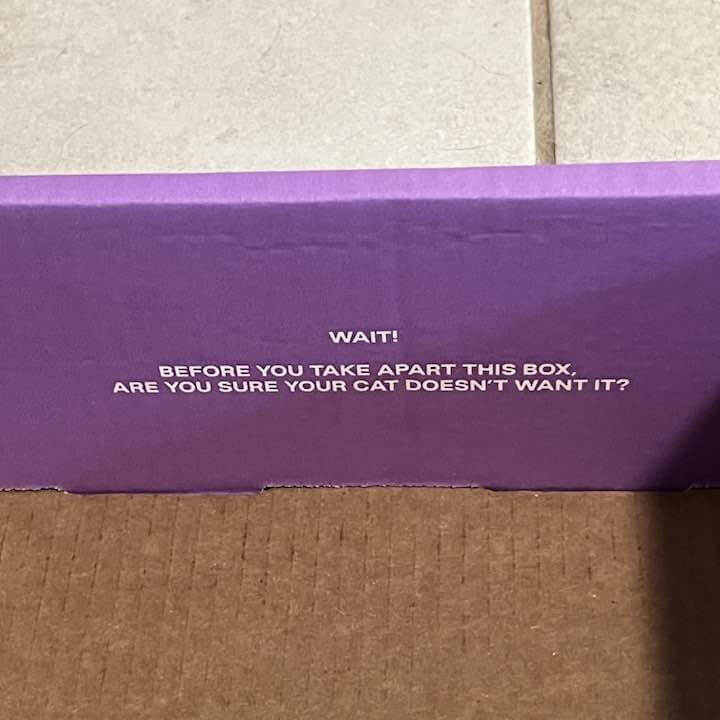 WAIT!
BEFORE YOU TAKE APART THIS BOX,
ARE YOU SURE YOUR CAT DOESN'T WANT IT?